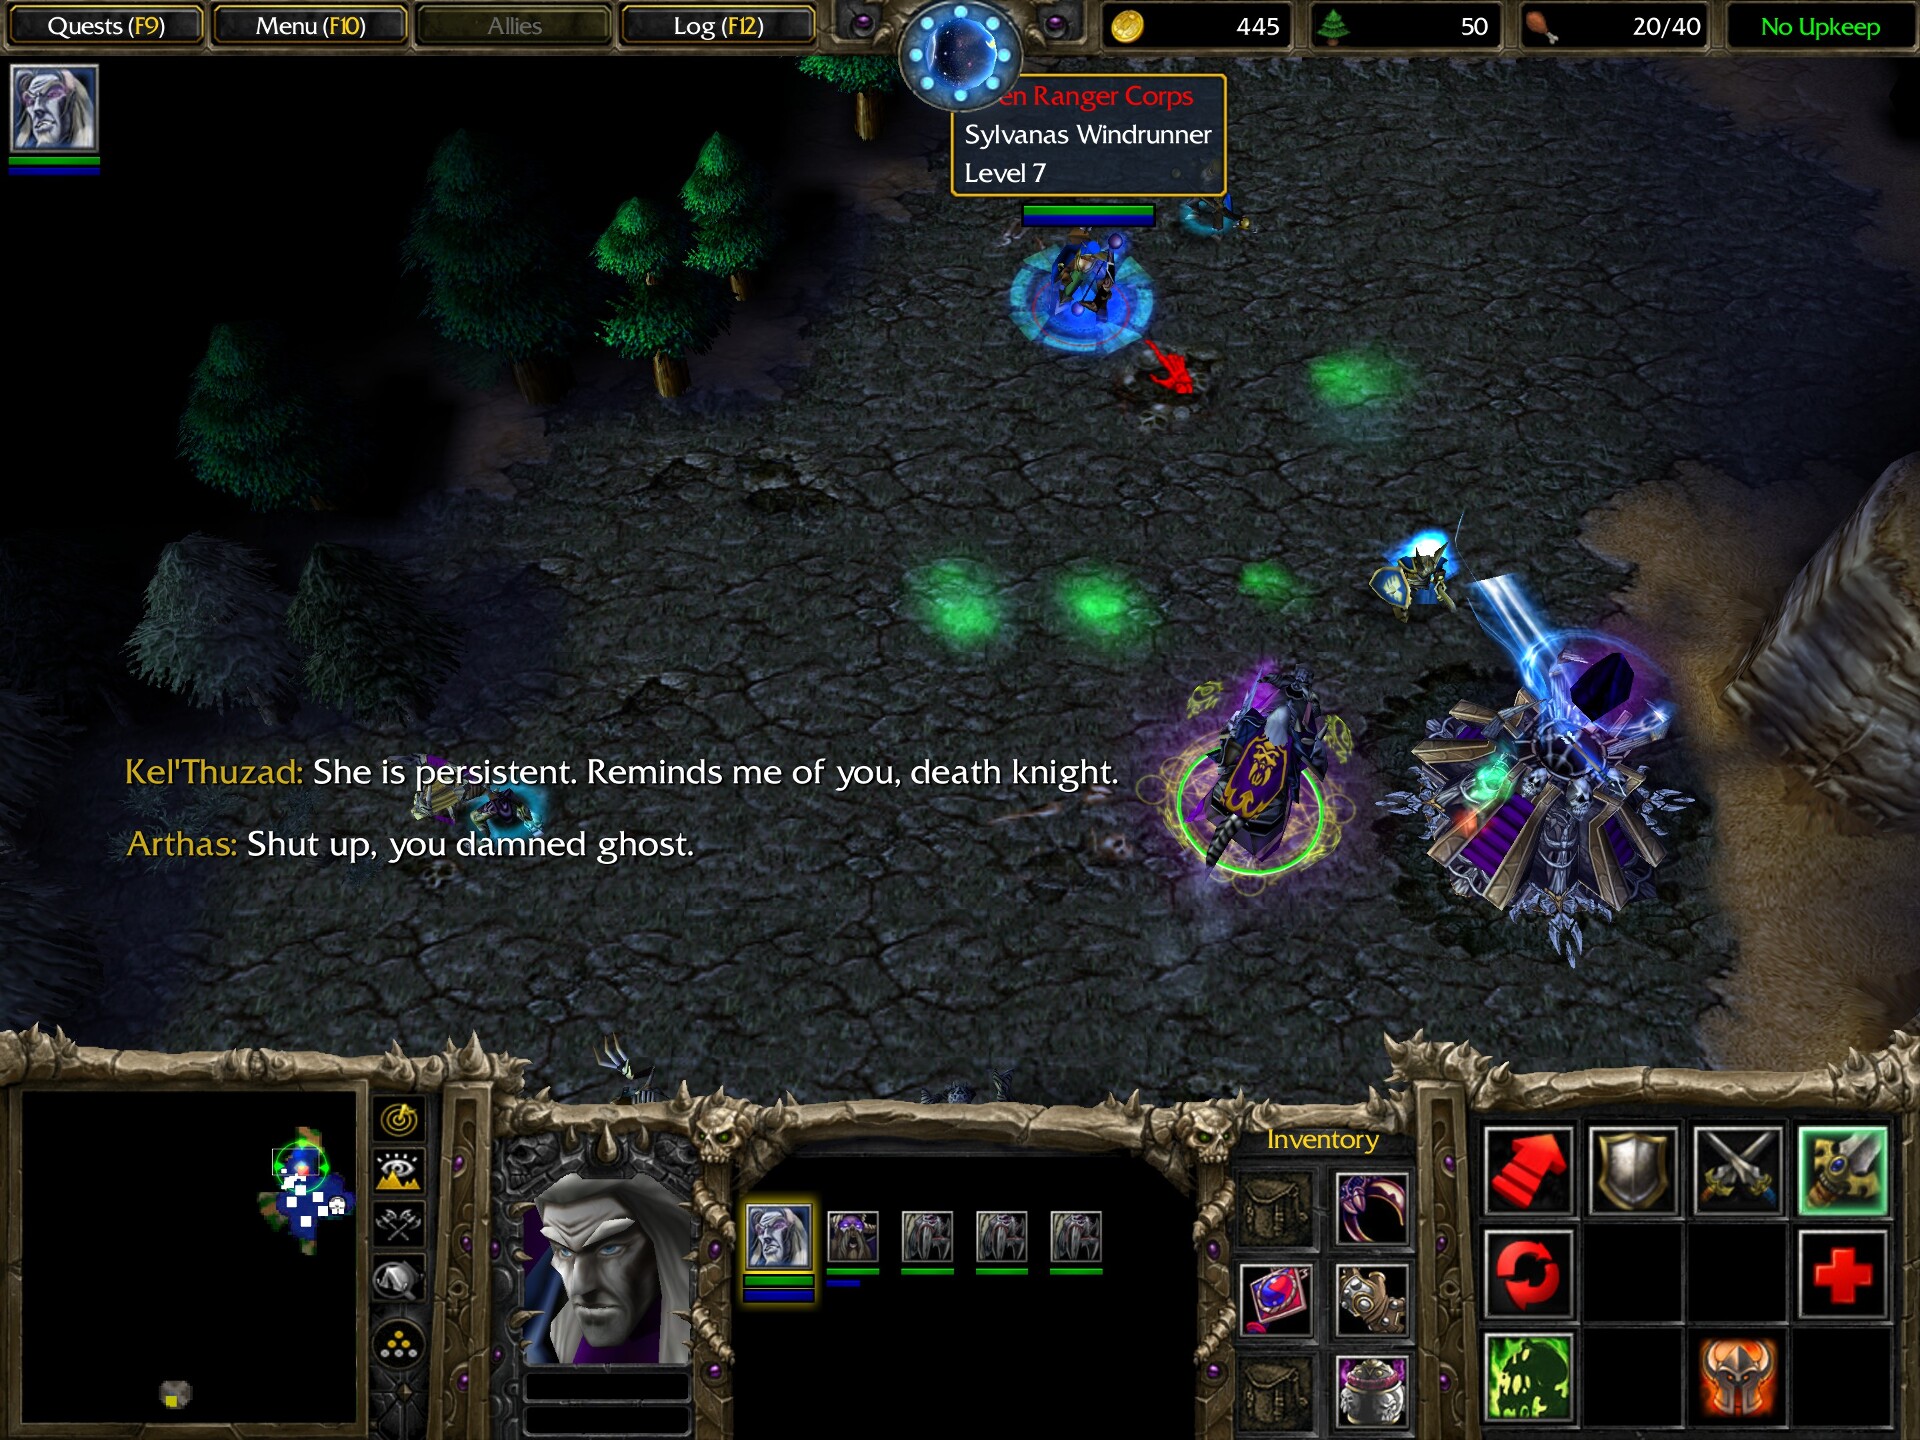 Quests (F9)
Menu (F10)
Allies
Log (F12)
445
50
20/40
No Upkeep
en Ranger Corps
Sylvanas Windrunner
Level 7
Kel'Thuzad: She is persistent. Reminds me of you, death knight.
Arthas: Shut up, you damned ghost.
Inventory